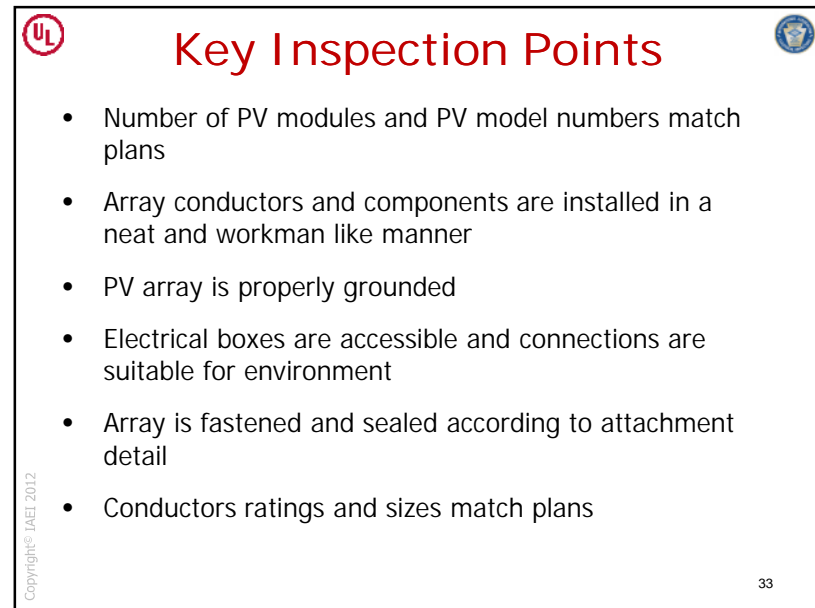 UL
Key Inspection Points
• Number of PV modules and PV model numbers match
plans
• Array conductors and components are installed in a
neat and workman like manner
• PV array is properly grounded
• Electrical boxes are accessible and connections are
suitable for environment
• Array is fastened and sealed according to attachment
detail
• Conductors ratings and sizes match plans
Copyright© IAEI 2012
33